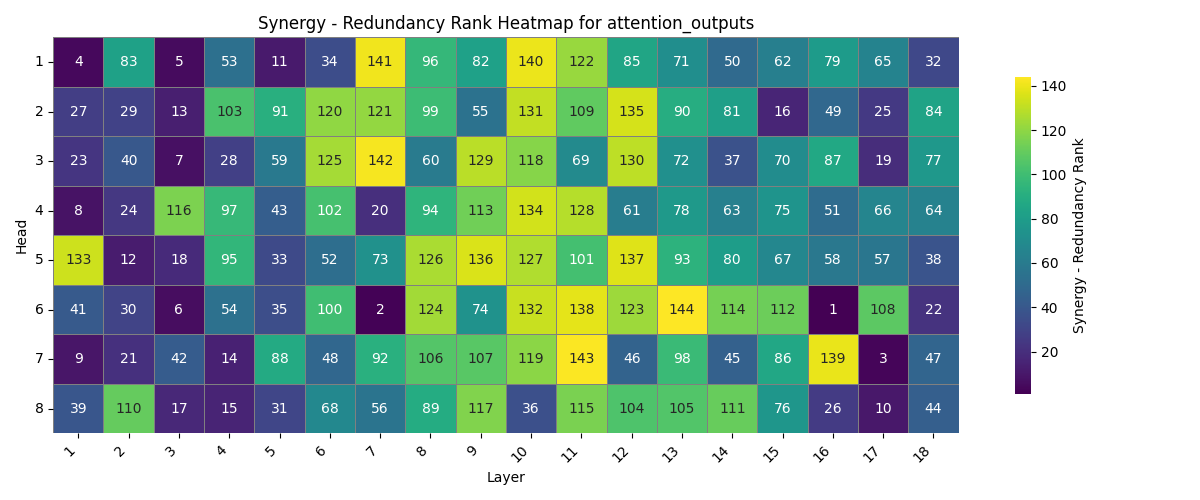 Synergy - Redundancy Rank Heatmap for attention_outputs
1 4 83 5 53 11 34 141 96 82 140 122 85 71 50 62 79 65 32
2 27 29 13 103 91 120 121 99 55 131 109 135 90 81 16 49 25 84
3 23 40 7 28 59 125 142 60 129 118 69 130 72 37 70 87 19 77
4 8 24 116 97 43 102 20 94 113 134 128 61 78 63 75 51 66 64
5 133 12 18 95 33 52 73 126 136 127 101 137 93 80 67 58 57 38
6 41 30 6 54 35 100 2 124 74 132 138 123 144 114 112 1 108 22
7 9 21 42 14 88 48 92 106 107 119 143 46 98 45 86 139 3 47
8 39 110 17 15 31 68 56 89 117 36 115 104 105 111 76 26 10 44
1 2 3 4 5 6 7 8 9 10 11 12 13 14 15 16 17 18
Layer
Head
140
120
100
80
60
40
20
Synergy - Redundancy Rank